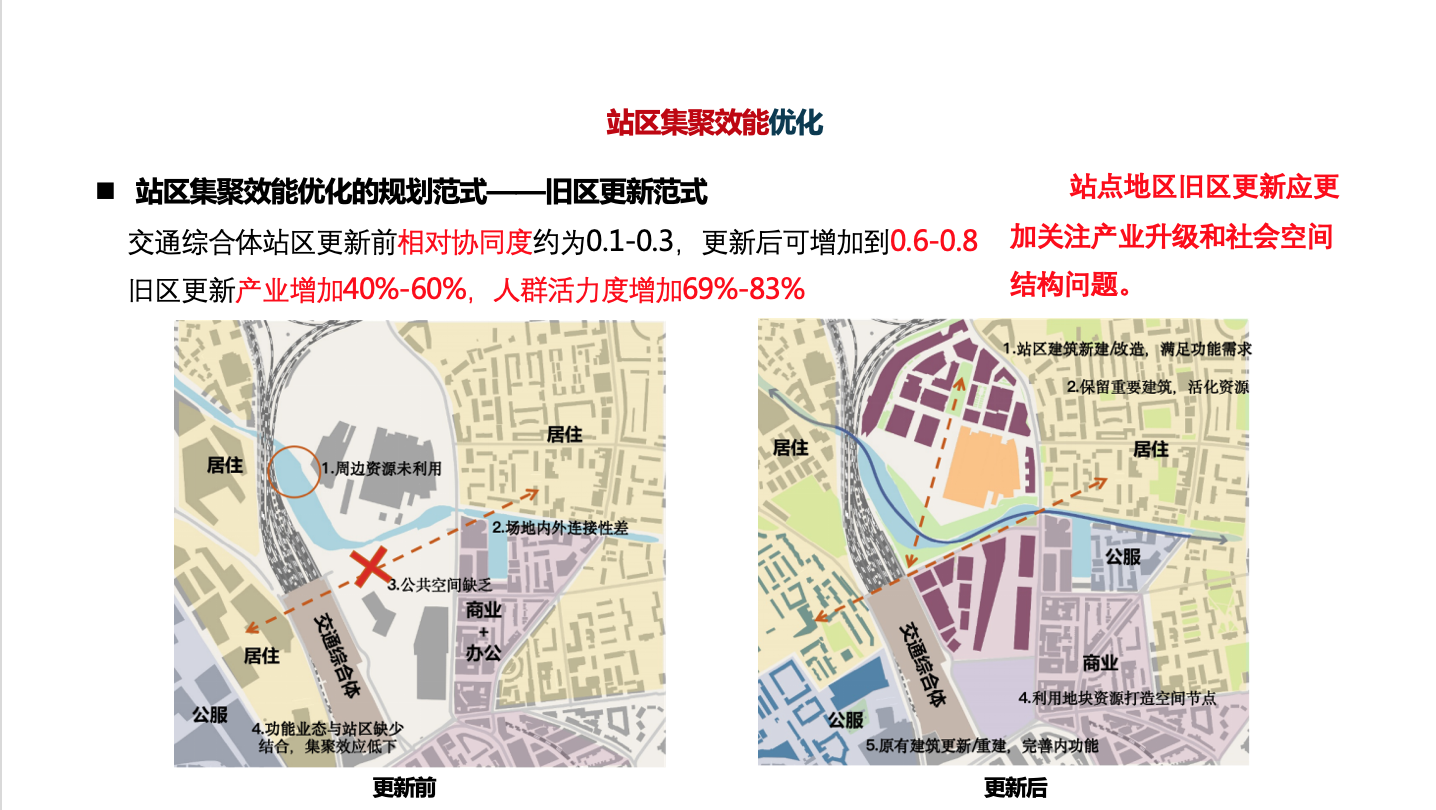 站区集聚效能优化
■ 站区集聚效能优化的规划范式——旧区更新范式
交通综合体站区更新前相对协同度约为0.1-0.3，更新后可增加到0.6-0.8
旧区更新产业增加40%-60%，人群活力度增加69%-83%
站点地区旧区更新应更
加关注产业升级和社会空间
结构问题。
居住
居住
1.周边资源未利用
2.场地内外连接性差
3.公共空间缺乏
商业
+
办公
交通综合体
居住
公服
4.功能业态与站区缺少
结合，集聚效应低下
更新前
1.站区建筑新建/改造，满足功能需求
2.保留重要建筑，活化资源
居住
居住
公服
交通综合体
商业
4.利用地块资源打造空间节点
公服
5.原有建筑更新/重建，完善内功能
更新后